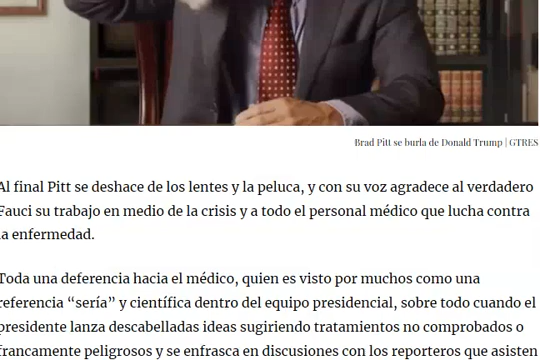 Brad Pitt se burla de Donald Trump | GTRES
Al final Pitt se deshace de los lentes y la peluca, y con su voz agradece al verdadero
Fauci su trabajo en medio de la crisis y a todo el personal médico que lucha contra
la enfermedad.
Toda una deferencia hacia el médico, quien es visto por muchos como una
referencia “sería” y científica dentro del equipo presidencial, sobre todo cuando el
presidente lanza descabelladas ideas sugiriendo tratamientos no comprobados o
francamente peligrosos y se enfrasca en discusiones con los reporteros que asisten